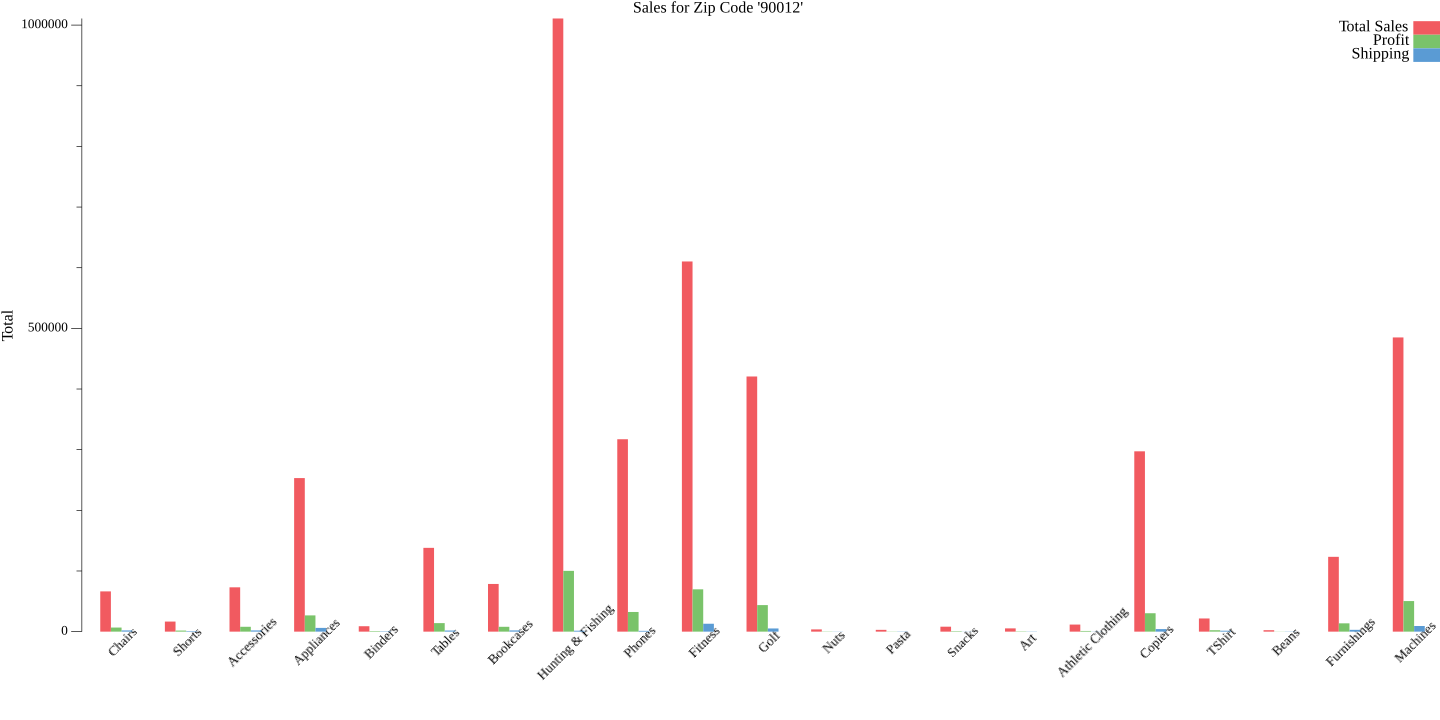 Sales for Zip Code '90012'
Total Sales
Profit
Shipping
Total
1000000
500000
0
Chairs
Shorts
Accessories
Appliances
Binders
Tables
Bookcases
Hunting & Fishing
Phones
Fitness
Golf
Nuts
Pasta
Snacks
Art
Athletic Clothing
Copiers
TShirt
Beans
Furnishings
Machines